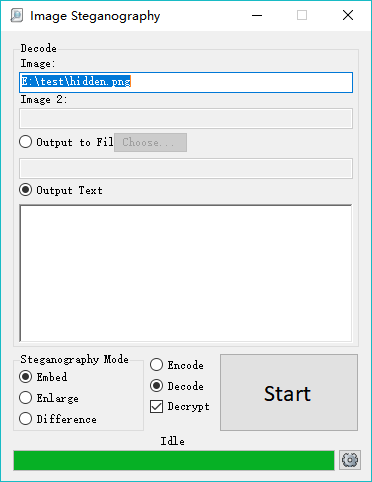 Image Steganography
Decode
Image:
E:\test\hidden.png
Image 2:
Output to Fil
Choose...
Output Text
Steganography Mode
Embed
Enlarge
Difference
Encode
Decode
Decrypt
Start
Idle